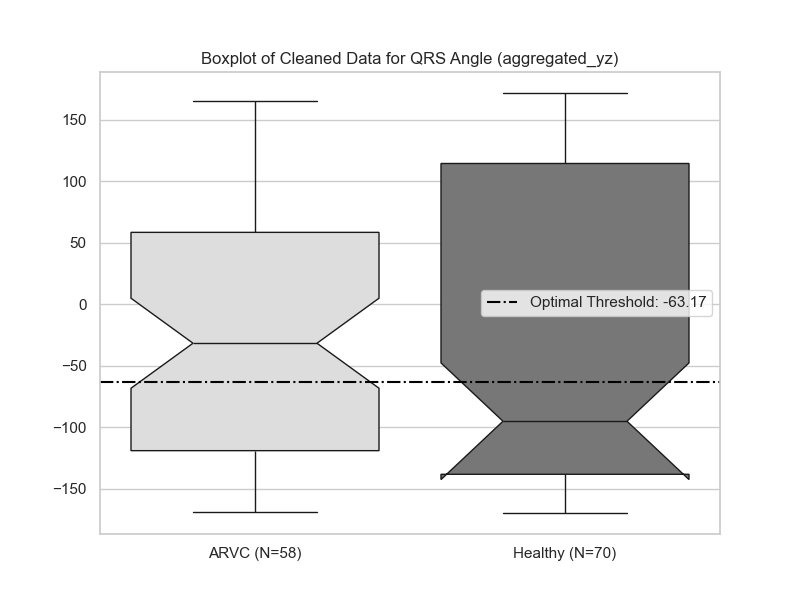 Boxplot of Cleaned Data for QRS Angle (aggregated_yz)
150
100
50
0
−50
−100
−150
Optimal Threshold: -63.17
ARVC (N=58)
Healthy (N=70)